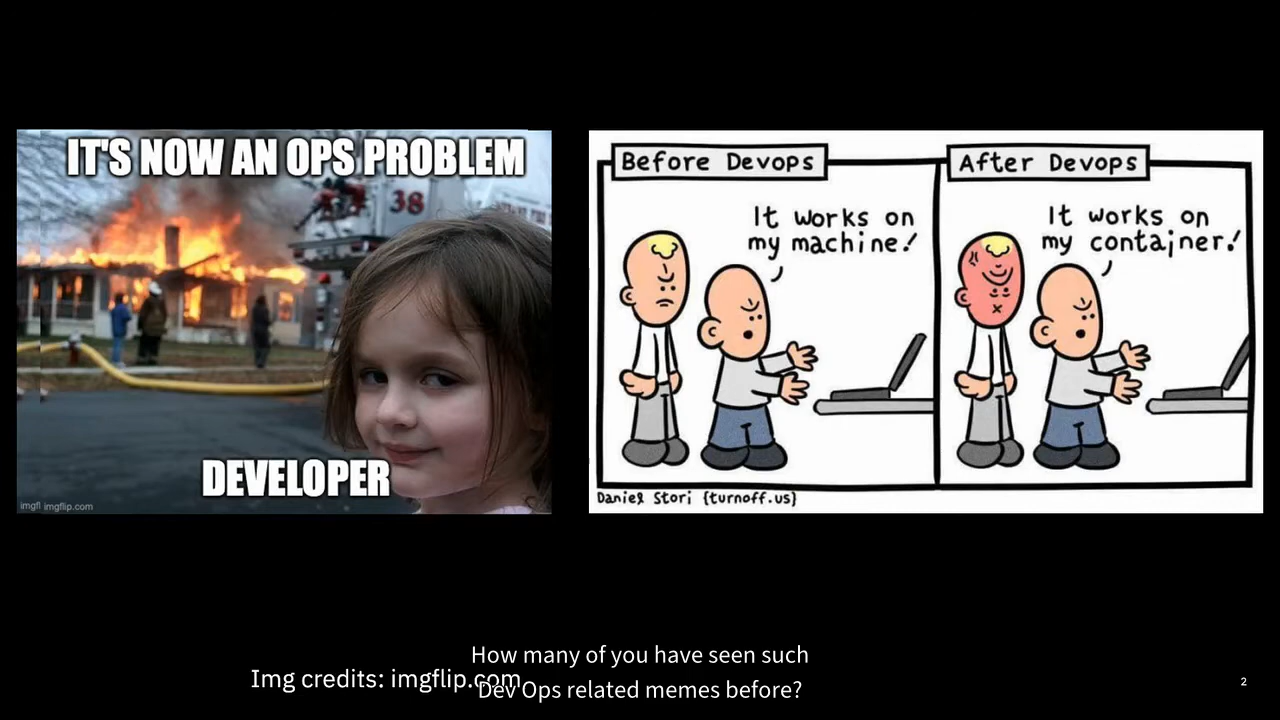 IT'S NOW AN OPS PROBLEM
38
DEVELOPER
imgfl imgflip.com
Before Devops
It works on
my machine!
After Devops
It works on
my container!
Daniel Stori {turnoff.us}
Img credits: imgflip.com
How many of you have seen such
Dev Ops related memes before?
2